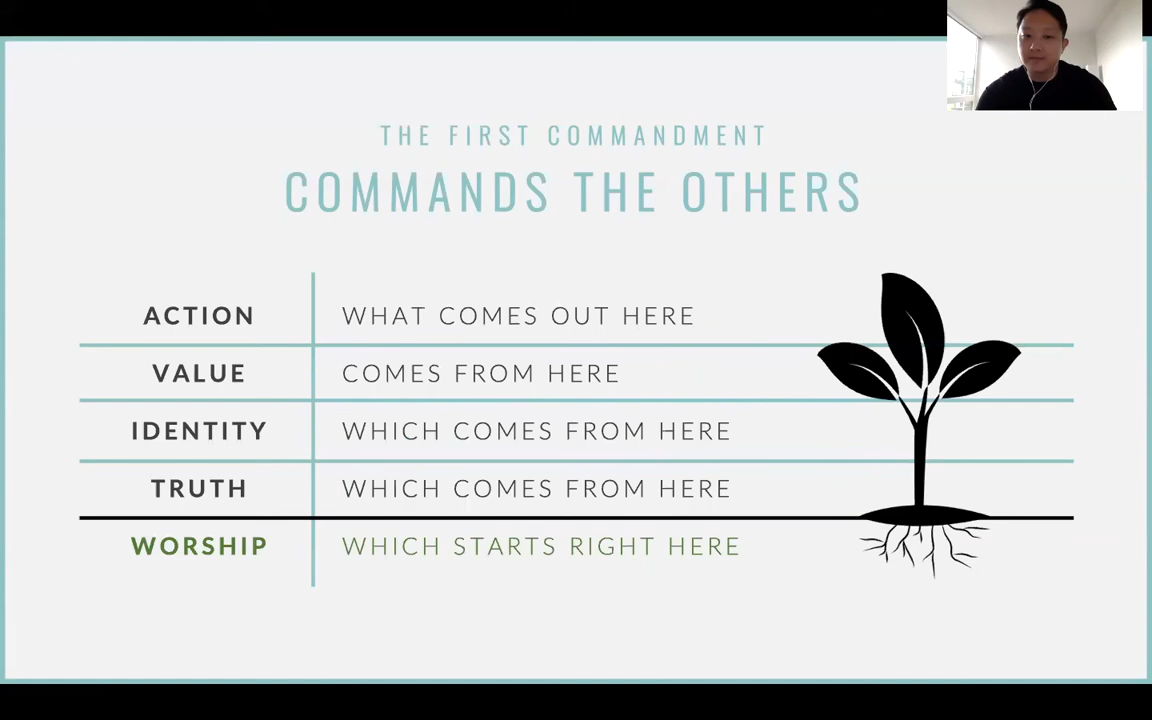 THE FIRST COMMANDMENT
COMMANDS THE OTHERS
ACTION WHAT COMES OUT HERE
VALUE COMES FROM HERE
IDENTITY WHICH COMES FROM HERE
TRUTH WHICH COMES FROM HERE
WORSHIP WHICH STARTS RIGHT HERE